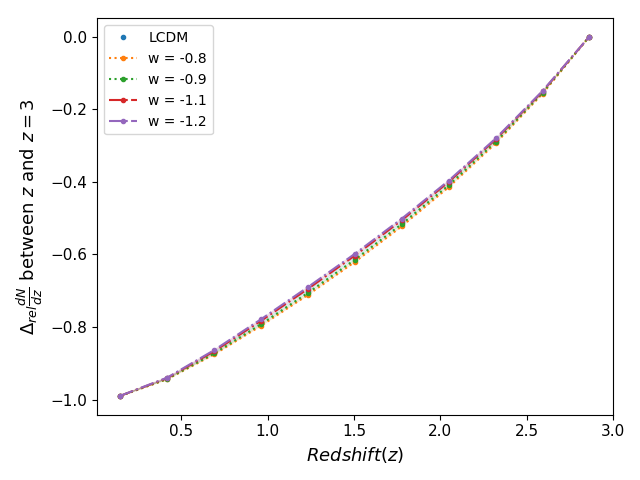 LCDM
w = -0.8
w = -0.9
w = -1.1
w = -1.2
0.0
−0.2
−0.4
−0.6
−0.8
−1.0
Δrel dN/dz between z and z = 3
0.5
1.0
1.5
2.0
2.5
3.0
Redshift(z)